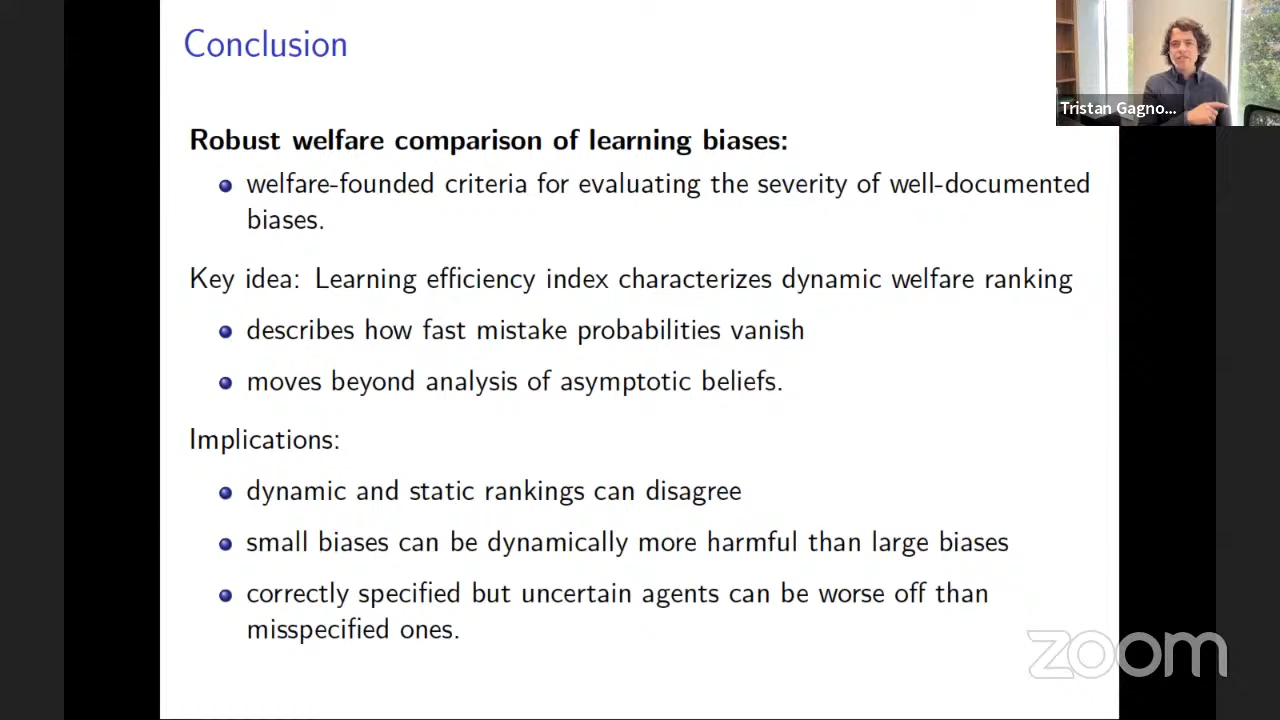 Conclusion
Tristan Gagno...
Robust welfare comparison of learning biases:
welfare-founded criteria for evaluating the severity of well-documented
biases.
Key idea: Learning efficiency index characterizes dynamic welfare ranking
describes how fast mistake probabilities vanish
moves beyond analysis of asymptotic beliefs.
Implications:
dynamic and static rankings can disagree
small biases can be dynamically more harmful than large biases
correctly specified but uncertain agents can be worse off than
misspecified ones.
zoom